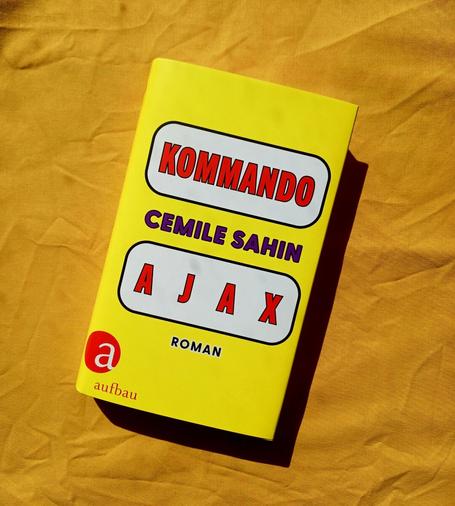 KOMMANDO
CEMILE SAHIN
AJAX
ROMAN
a
aufbau